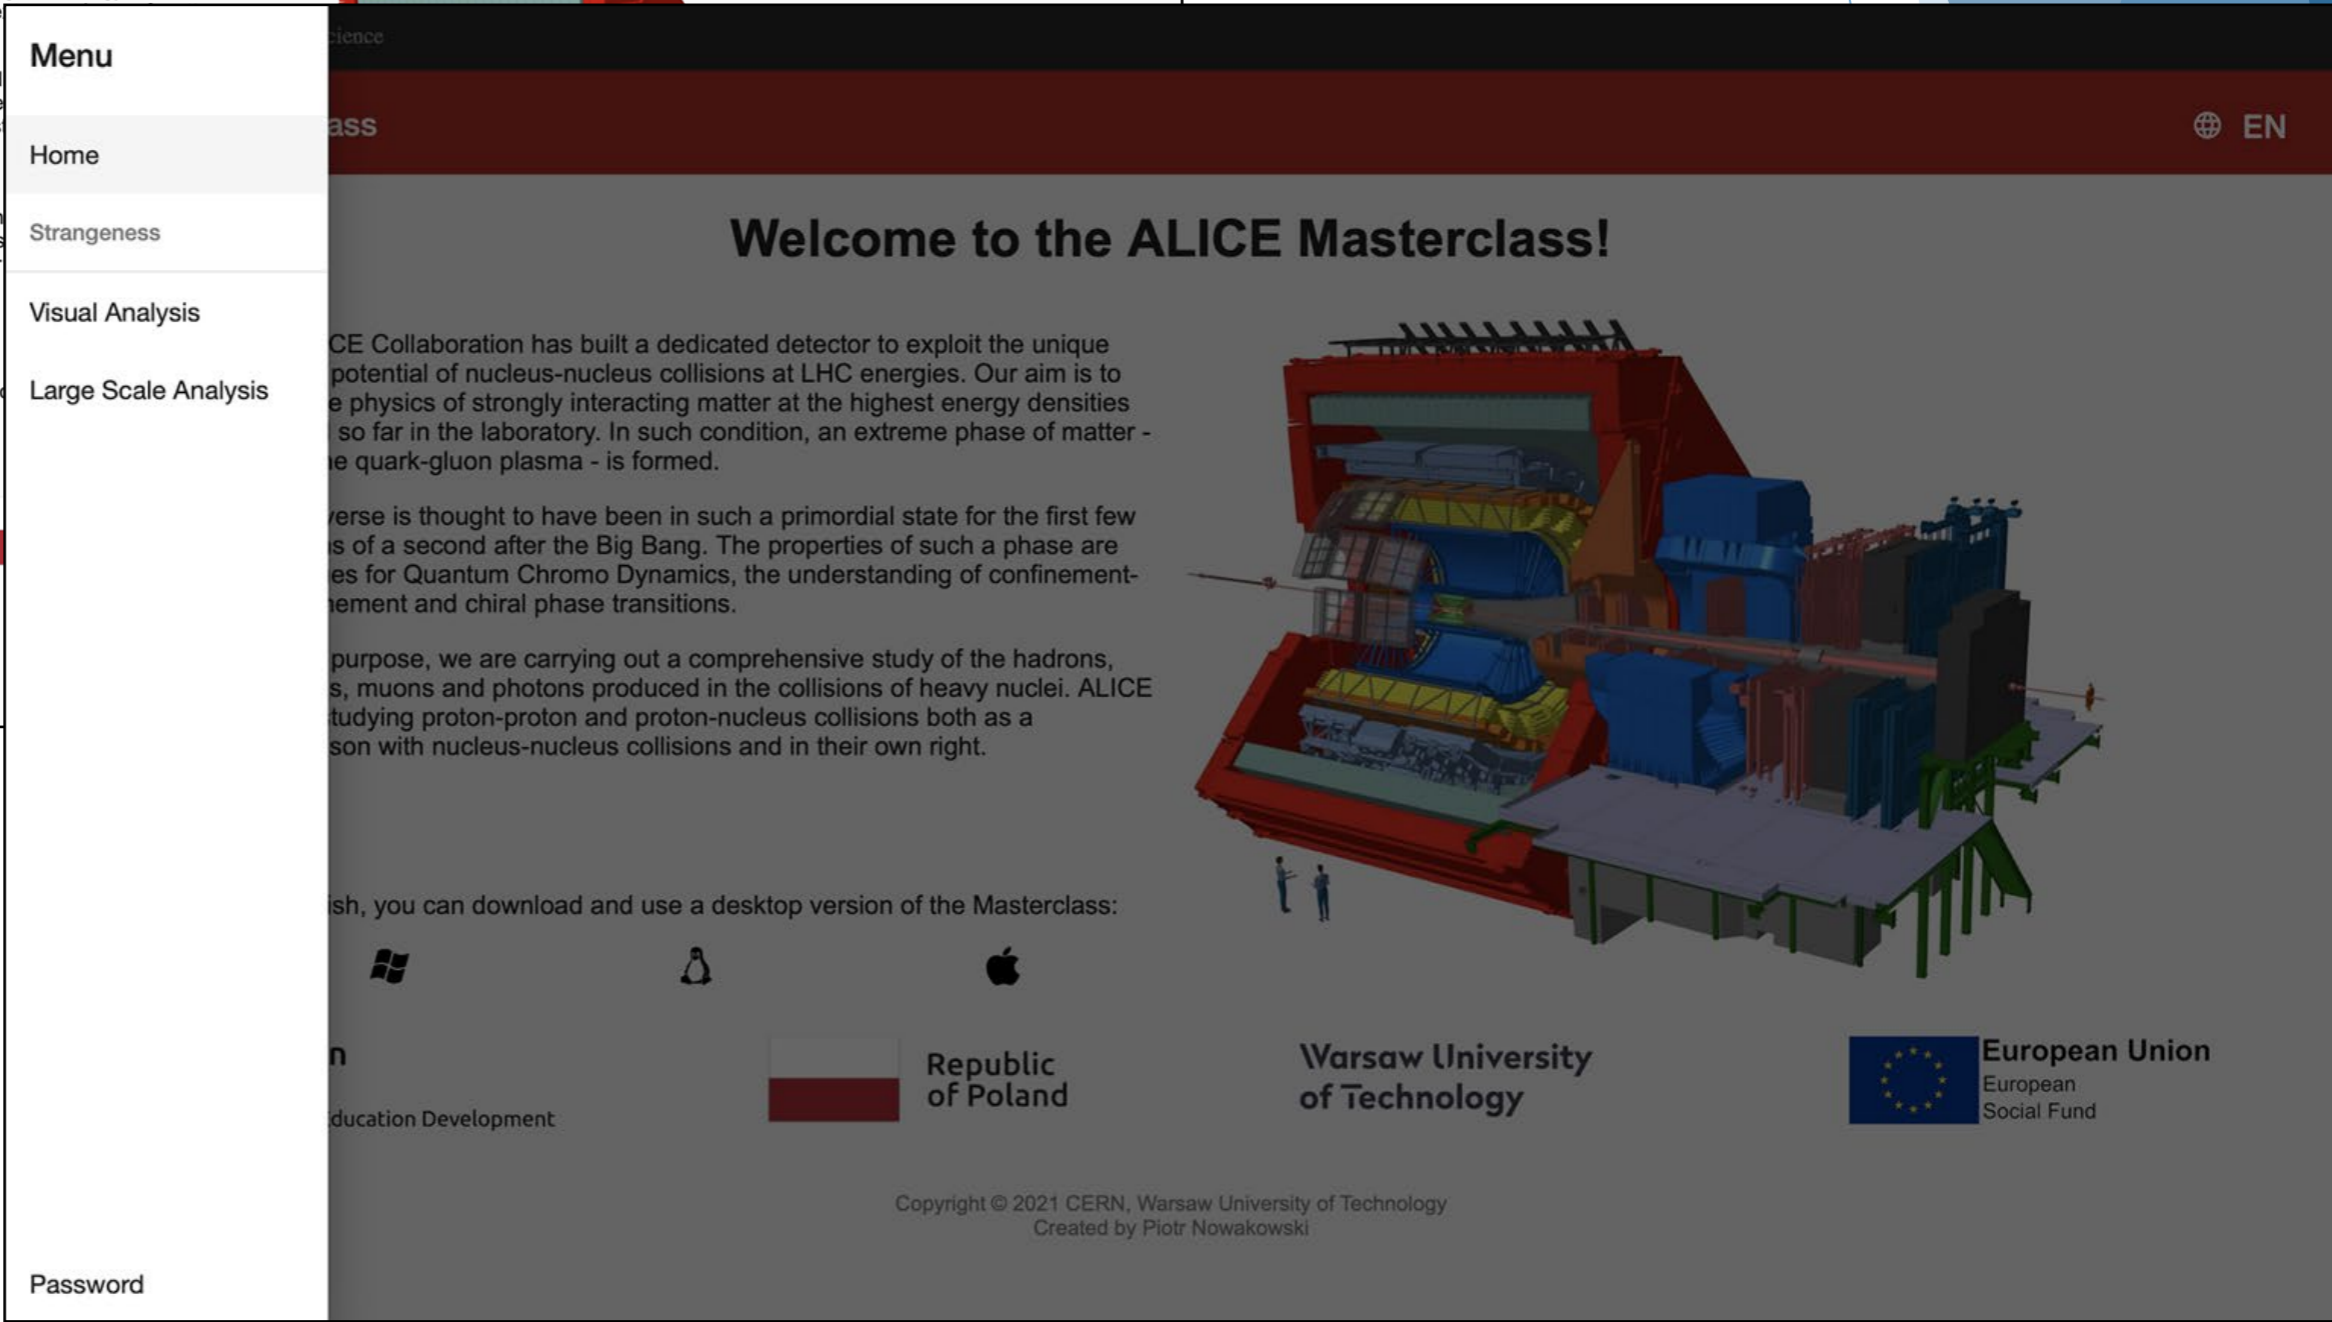 Menu
Home
Strangeness
Visual Analysis
Large Scale Analysis
Password
EN
Welcome to the ALICE Masterclass!
CE Collaboration has built a dedicated detector to exploit the unique
potential of nucleus-nucleus collisions at LHC energies. Our aim is to
physics of strongly interacting matter at the highest energy densities
so far in the laboratory. In such condition, an extreme phase of matter -
quark-gluon plasma - is formed.
verse is thought to have been in such a primordial state for the first few
of a second after the Big Bang. The properties of such a phase are
es for Quantum Chromo Dynamics, the understanding of confinement-
ement and chiral phase transitions.
purpose, we are carrying out a comprehensive study of the hadrons,
s, muons and photons produced in the collisions of heavy nuclei. ALICE
tudying proton-proton and proton-nucleus collisions both as a
son with nucleus-nucleus collisions and in their own right.
ish, you can download and use a desktop version of the Masterclass:
ducation Development
Republic
of Poland
Warsaw University
of Technology
European Union
European
Social Fund
Copyright © 2021 CERN, Warsaw University of Technology
Created by Piotr Nowakowski